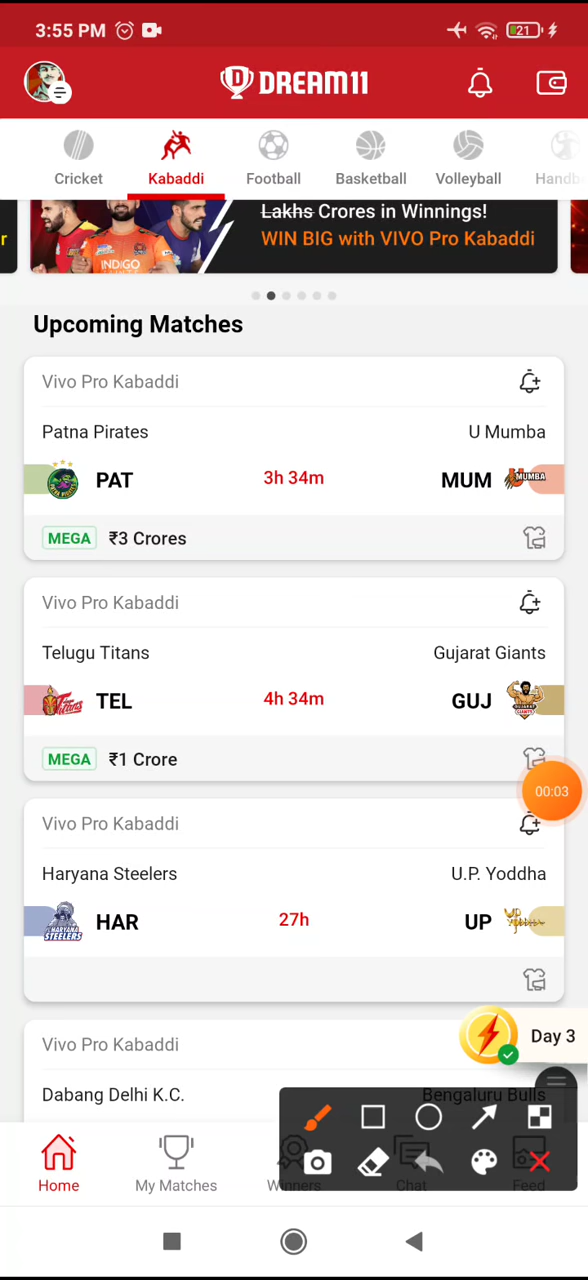 3:55 PM
21
DREAM11
Cricket
Kabaddi
Football
Basketball
Volleyball
Handb
r
Lakhs Crores in Winnings!
WIN BIG with VIVO Pro Kabaddi
INDIGO
Upcoming Matches
Vivo Pro Kabaddi
Patna Pirates
U Mumba
PAT
3h 34m
MUM
MUMBA
MEGA ₹3 Crores
Vivo Pro Kabaddi
Telugu Titans
Gujarat Giants
TEL
4h 34m
GUJ
MEGA ₹1 Crore
00:03
Vivo Pro Kabaddi
Haryana Steelers
U.P. Yoddha
HAR
STEELERS
27h
UP
Day 3
Vivo Pro Kabaddi
Dabang Delhi K.C.
Bengaluru Bulls
Home
My Matches
Winners
Chat
Feed